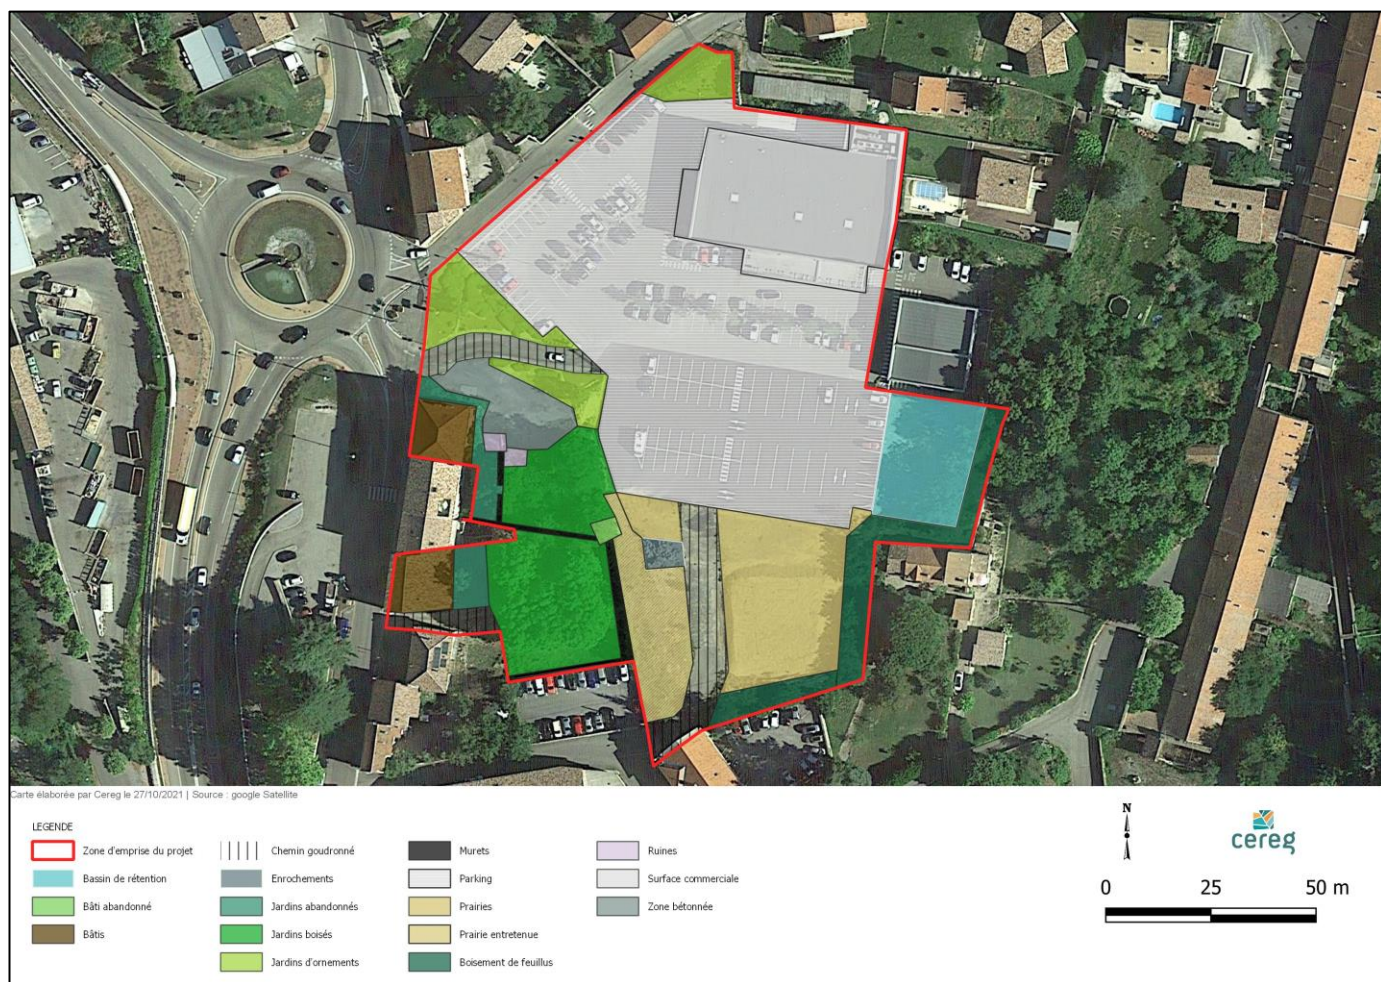 Carte élaborée par Cereg le 27/10/2021 | Source : google Satellite
LEGENDE
Zone d'emprise du projet
Bassin de rétention
Bâti abandonné
Bâtis
Chemin goudronné
Enrochements
Jardins abandonnés
Jardins boisés
Jardins d'ornements
Murets
Parking
Prairies
Prairie entretenue
Boisement de feuillus
Ruines
Surface commerciale
Zone bétonnée
N
cereg
0 25 50 m